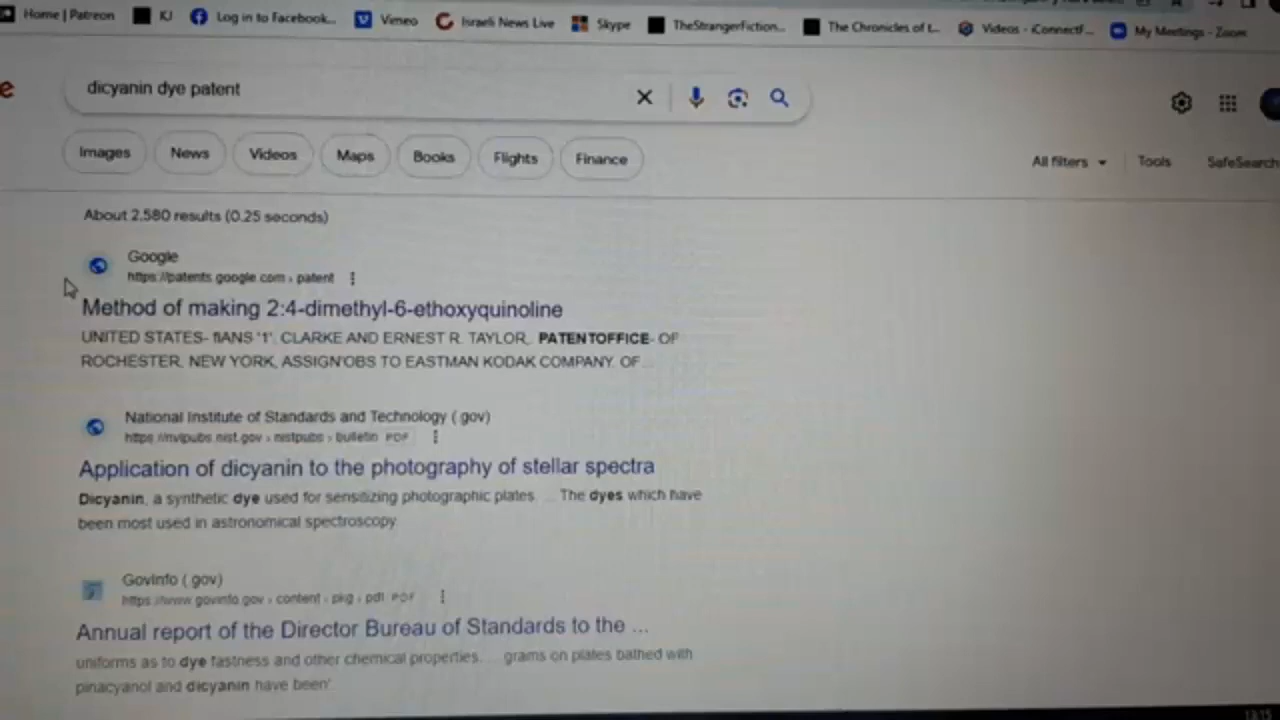 Home | Patreon KJ Log in to Facebook... Vimeo Israeli News Live Skype TheStrangerFiction... The Chronicles of t... Videos - iConnectF... My Meetings - Zoom
e dicyanin dye patent
Images News Videos Maps Books Flights Finance All filters Tools SafeSearch
About 2,580 results (0.25 seconds)
Google
https://patents.google.com › patent
Method of making 2:4-dimethyl-6-ethoxyquinoline
UNITED STATES- flANS '1'. CLARKE AND ERNEST R. TAYLOR, PATENTOFFICE- OF
ROCHESTER, NEW YORK, ASSIGN'OBS TO EASTMAN KODAK COMPANY. OF ...
National Institute of Standards and Technology (.gov)
https://nvlpubs.nist.gov › nistpubs › bulletin PDF
Application of dicyanin to the photography of stellar spectra
Dicyanin, a synthetic dye used for sensitizing photographic plates. ... The dyes which have
been most used in astronomical spectroscopy
GovInfo (.gov)
https://www.govinfo.gov › content › pkg › pdf PDF
Annual report of the Director Bureau of Standards to the ...
uniforms as to dye fastness and other chemical properties. ... grams on plates bathed with
pinacyanol and dicyanin have been'.
13:15